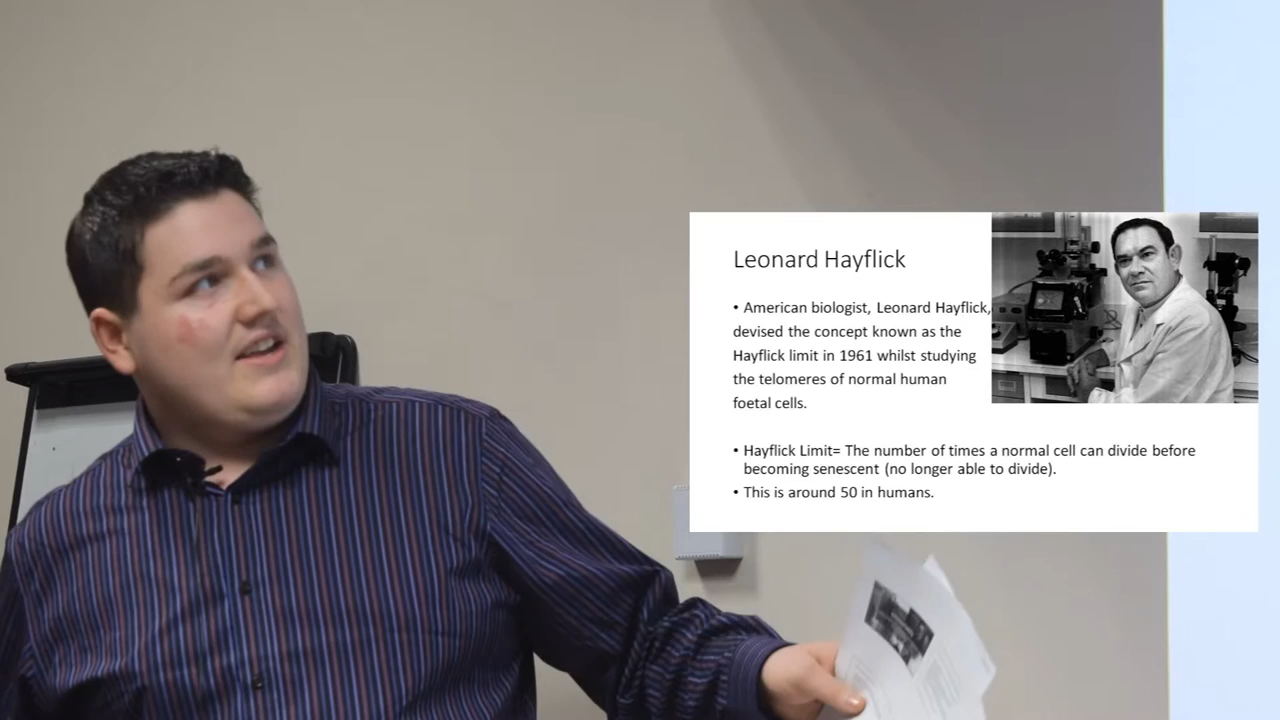 Leonard Hayflick
• American biologist, Leonard Hayflick,
devised the concept known as the
Hayflick limit in 1961 whilst studying
the telomeres of normal human
foetal cells.
• Hayflick Limit= The number of times a normal cell can divide before
becoming senescent (no longer able to divide).
• This is around 50 in humans.